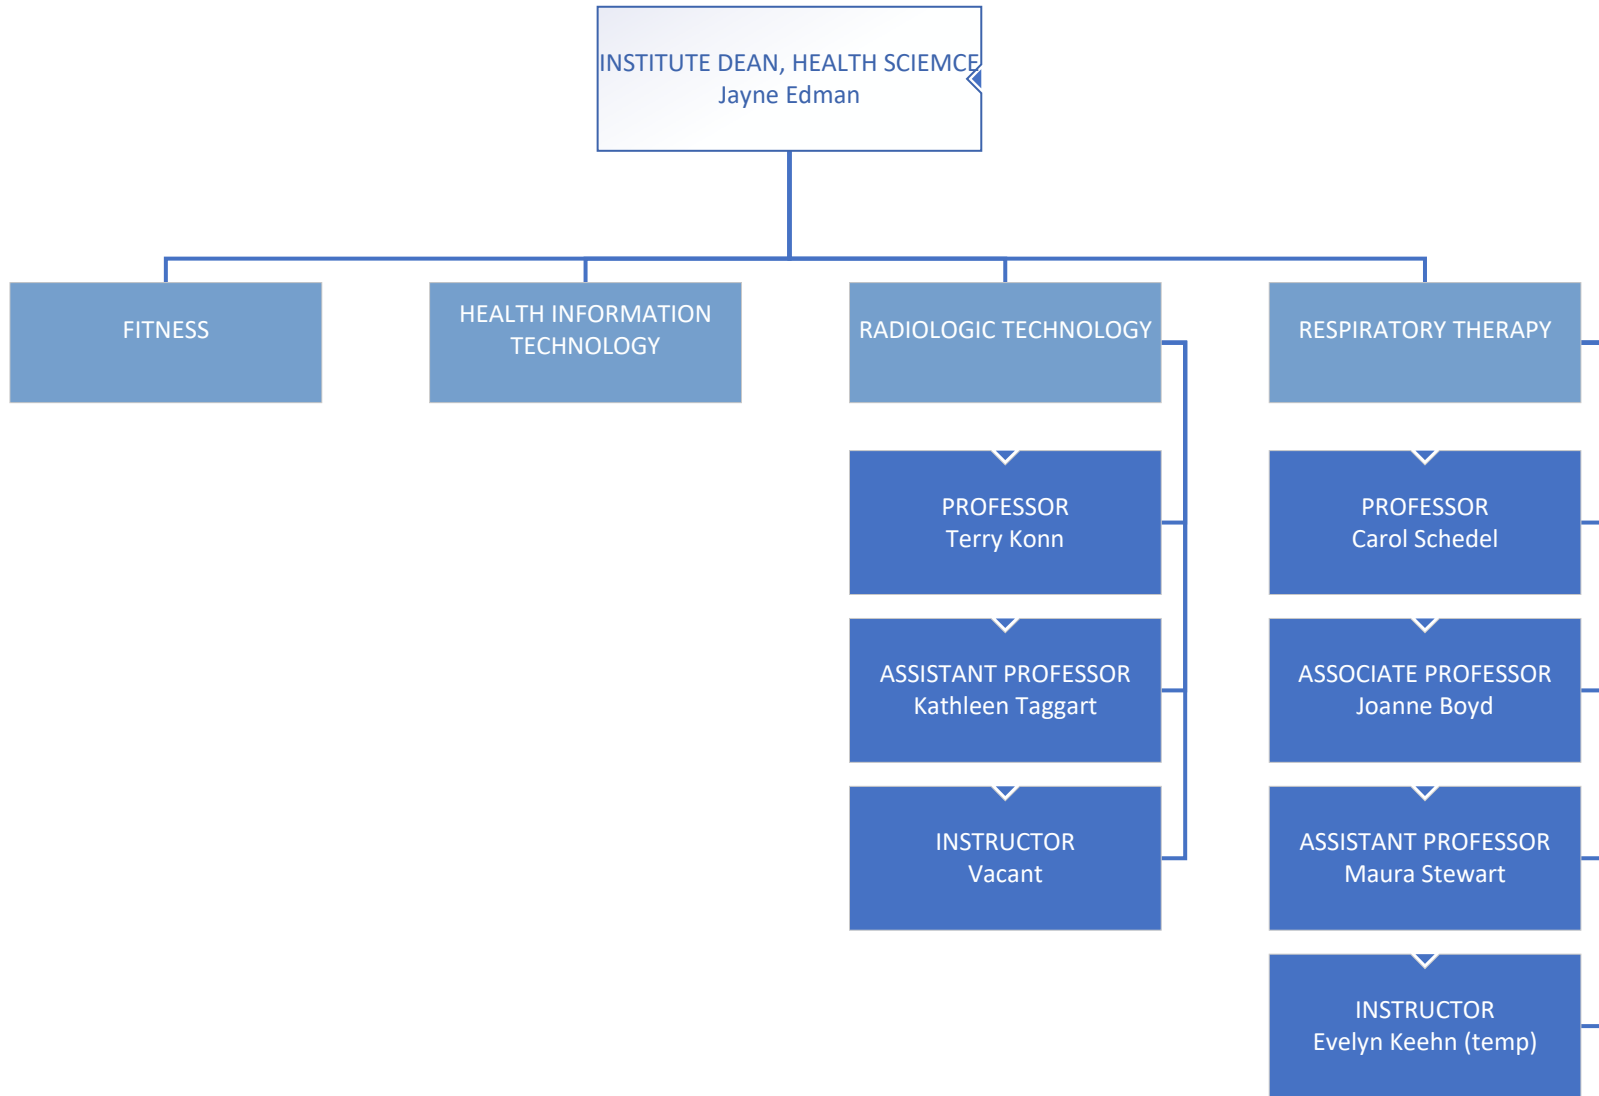 INSTITUTE DEAN, HEALTH SCIEMCE
Jayne Edman
FITNESS
HEALTH INFORMATION
TECHNOLOGY
RADIOLOGIC TECHNOLOGY
RESPIRATORY THERAPY
PROFESSOR
Terry Konn
PROFESSOR
Carol Schedel
ASSISTANT PROFESSOR
Kathleen Taggart
ASSOCIATE PROFESSOR
Joanne Boyd
INSTRUCTOR
Vacant
ASSISTANT PROFESSOR
Maura Stewart
INSTRUCTOR
Evelyn Keehn (temp)